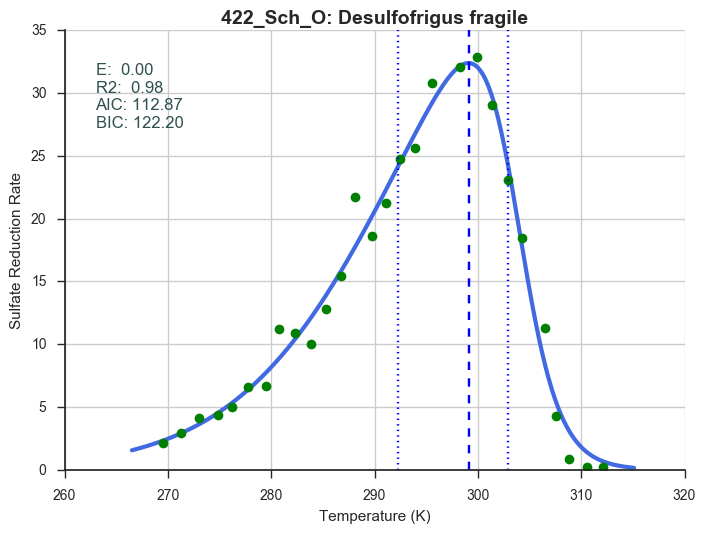 422_Sch_O: Desulfofrigus fragile
E:  0.00
R2:  0.98
AIC: 112.87
BIC: 122.20
Sulfate Reduction Rate
35
30
25
20
15
10
5
0
260 270 280 290 300 310 320
Temperature (K)